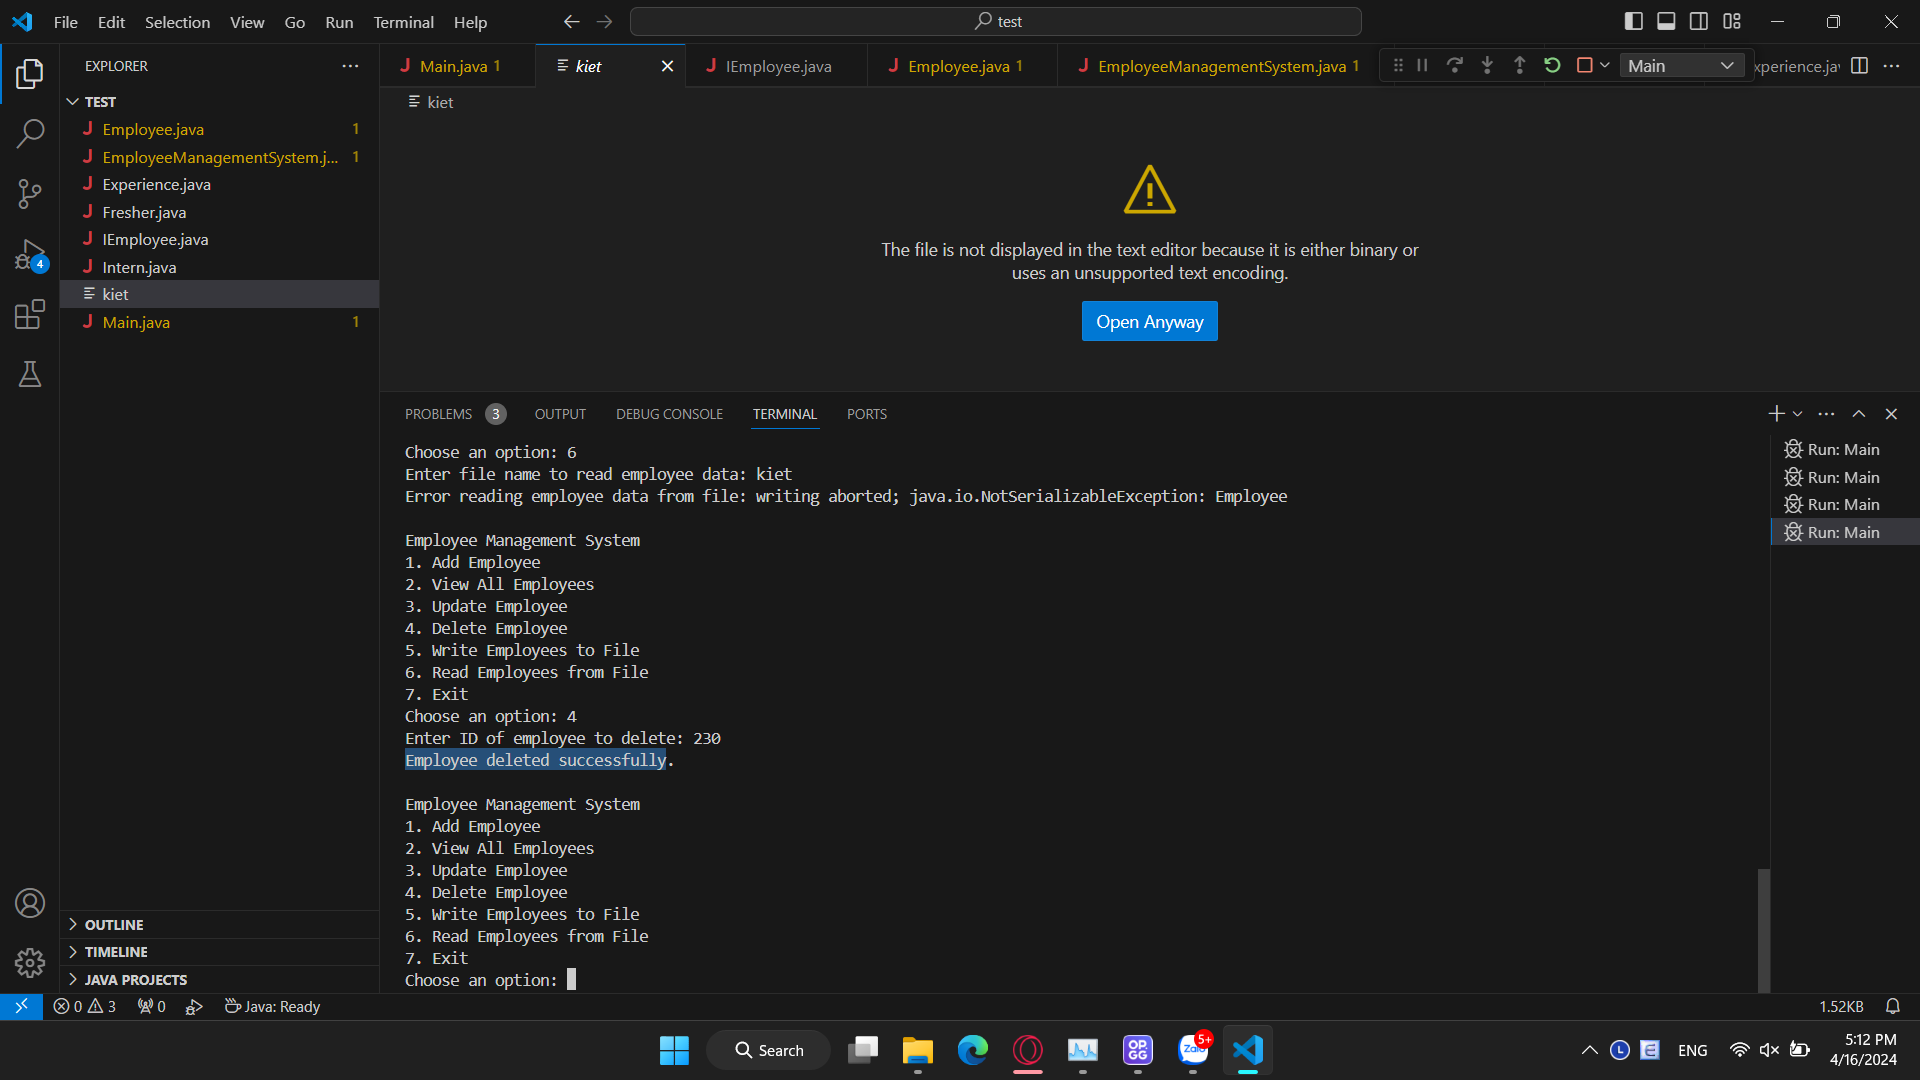 File Edit Selection View Go Run Terminal Help
test
EXPLORER
TEST
Employee.java 1
EmployeeManagementSystem.j... 1
Experience.java
Fresher.java
IEmployee.java
Intern.java
kiet
Main.java 1
4
OUTLINE
TIMELINE
JAVA PROJECTS
Main.java 1
kiet
IEmployee.java
Employee.java 1
EmployeeManagementSystem.java 1
Main
xperience.jav
kiet
The file is not displayed in the text editor because it is either binary or
uses an unsupported text encoding.
Open Anyway
PROBLEMS 3 OUTPUT DEBUG CONSOLE TERMINAL PORTS
Choose an option: 6
Enter file name to read employee data: kiet
Error reading employee data from file: writing aborted; java.io.NotSerializableException: Employee
Employee Management System
1. Add Employee
2. View All Employees
3. Update Employee
4. Delete Employee
5. Write Employees to File
6. Read Employees from File
7. Exit
Choose an option: 4
Enter ID of employee to delete: 230
Employee deleted successfully.
Employee Management System
1. Add Employee
2. View All Employees
3. Update Employee
4. Delete Employee
5. Write Employees to File
6. Read Employees from File
7. Exit
Choose an option:
Run: Main
Run: Main
Run: Main
Run: Main
0 3 0 Java: Ready
1.52KB
Search
OP.GG
Zalo
5+
L
E
ENG
5:12 PM
4/16/2024